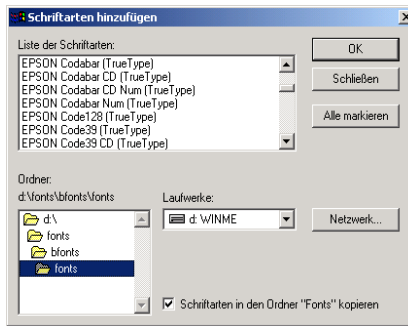 Schriftarten hinzufügen
Liste der Schriftarten:
EPSON Codabar (TrueType)
EPSON Codabar CD (TrueType)
EPSON Codabar CD Num (TrueType)
EPSON Codabar Num (TrueType)
EPSON Code128 (TrueType)
EPSON Code39 (TrueType)
EPSON Code39 CD (TrueType)
OK
Schließen
Alle markieren
Ordner:
d:\fonts\bfonts\fonts
d:\
fonts
bfonts
fonts
Laufwerke:
d: WINME
Netzwerk...
Schriftarten in den Ordner "Fonts" kopieren